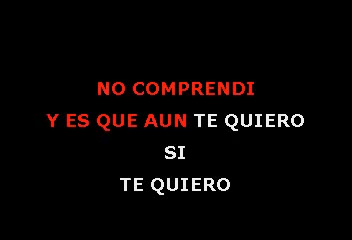 NO COMPRENDI
Y ES QUE AUN TE QUIERO
SI
TE QUIERO